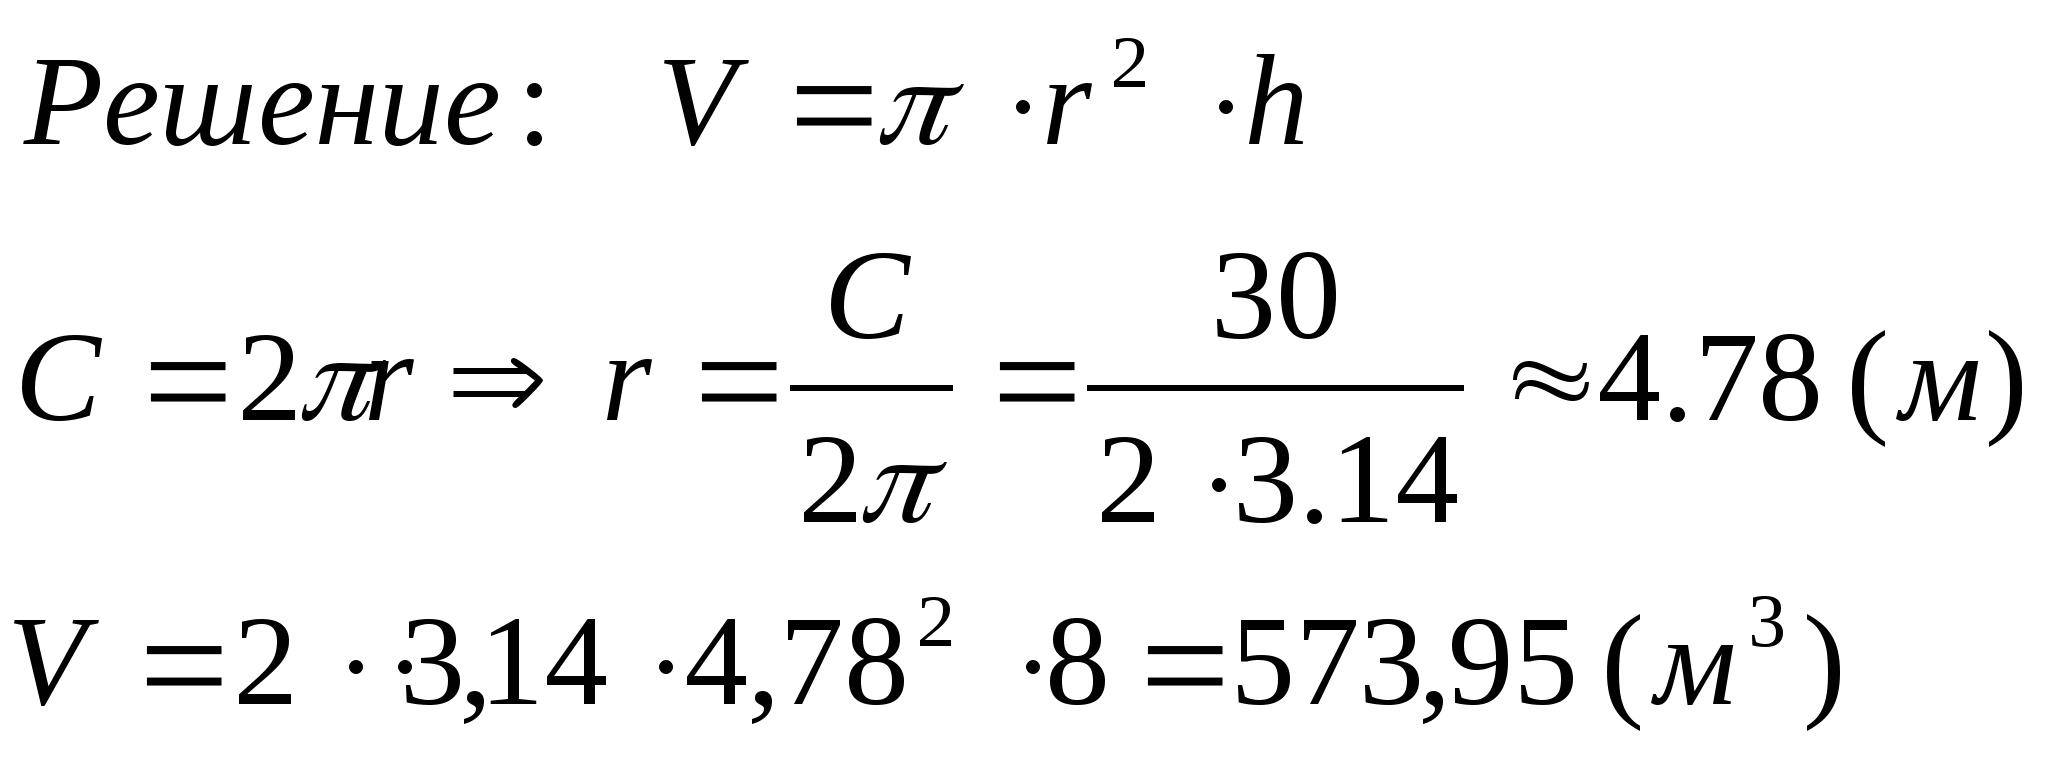 Решение: V = π · r² · h
C = 2πr ⇒ r = C / 2π = 30 / 2 · 3.14 ≈ 4.78 (м)
V = 2 · · 3,14 · 4,78² · 8 = 573,95 (м³)